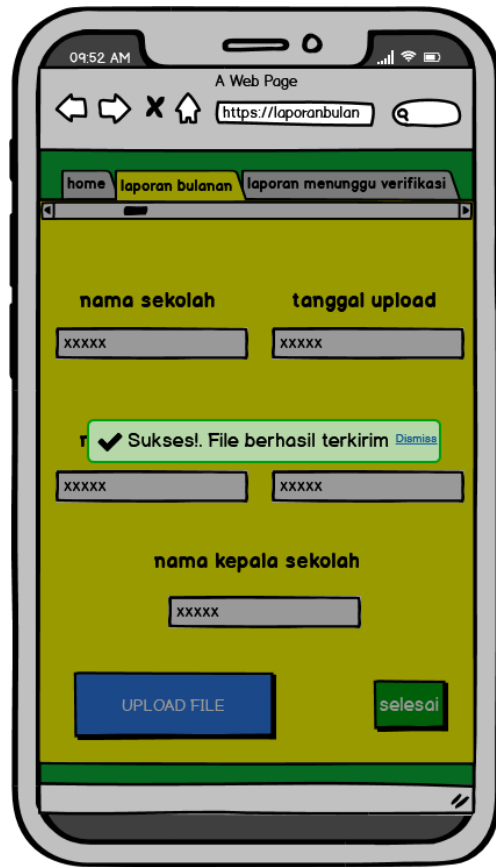 09:52 AM
A Web Page
https://laporanbulan
home laporan bulanan laporan menunggu verifikasi
nama sekolah tanggal upload
xxxxx xxxxx
Sukses!. File berhasil terkirim Dismiss
xxxxx xxxxx
nama kepala sekolah
xxxxx
UPLOAD FILE selesai